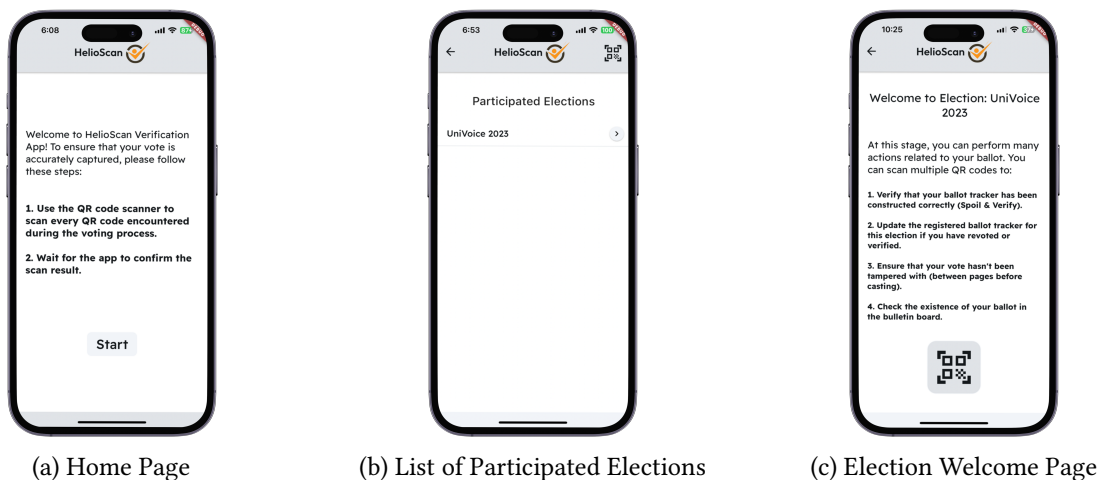 6:08
HelioScan
Welcome to HelioScan Verification
App! To ensure that your vote is
accurately captured, please follow
these steps:
1. Use the QR code scanner to
scan every QR code encountered
during the voting process.
2. Wait for the app to confirm the
scan result.
Start
(a) Home Page
6:53
100
HelioScan
Participated Elections
UniVoice 2023
(b) List of Participated Elections
10:25
HelioScan
Welcome to Election: UniVoice
2023
At this stage, you can perform many
actions related to your ballot. You
can scan multiple QR codes to:
1. Verify that your ballot tracker has been
constructed correctly (Spoil & Verify).
2. Update the registered ballot tracker for
this election if you have revoted or
verified.
3. Ensure that your vote hasn't been
tampered with (between pages before
casting).
4. Check the existence of your ballot in
the bulletin board.
(c) Election Welcome Page